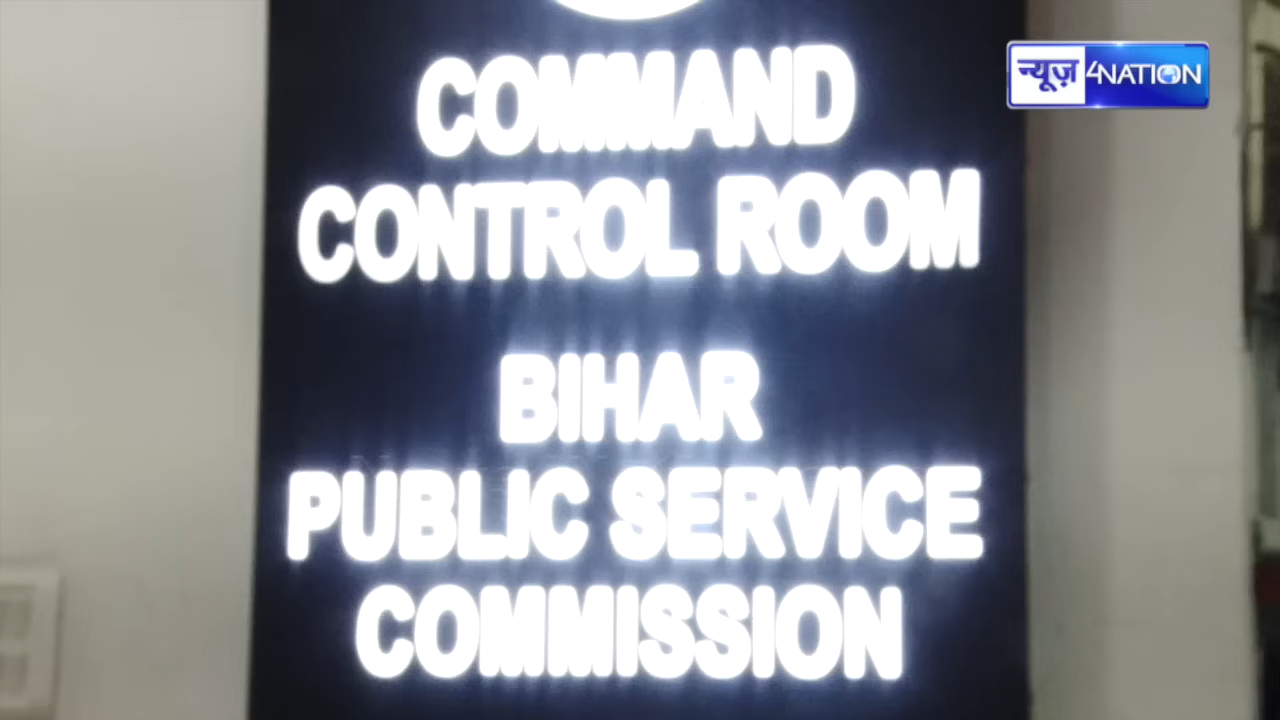 COMMAND
CONTROL ROOM
BIHAR
PUBLIC SERVICE
COMMISSION
न्यूज़ 4NATION